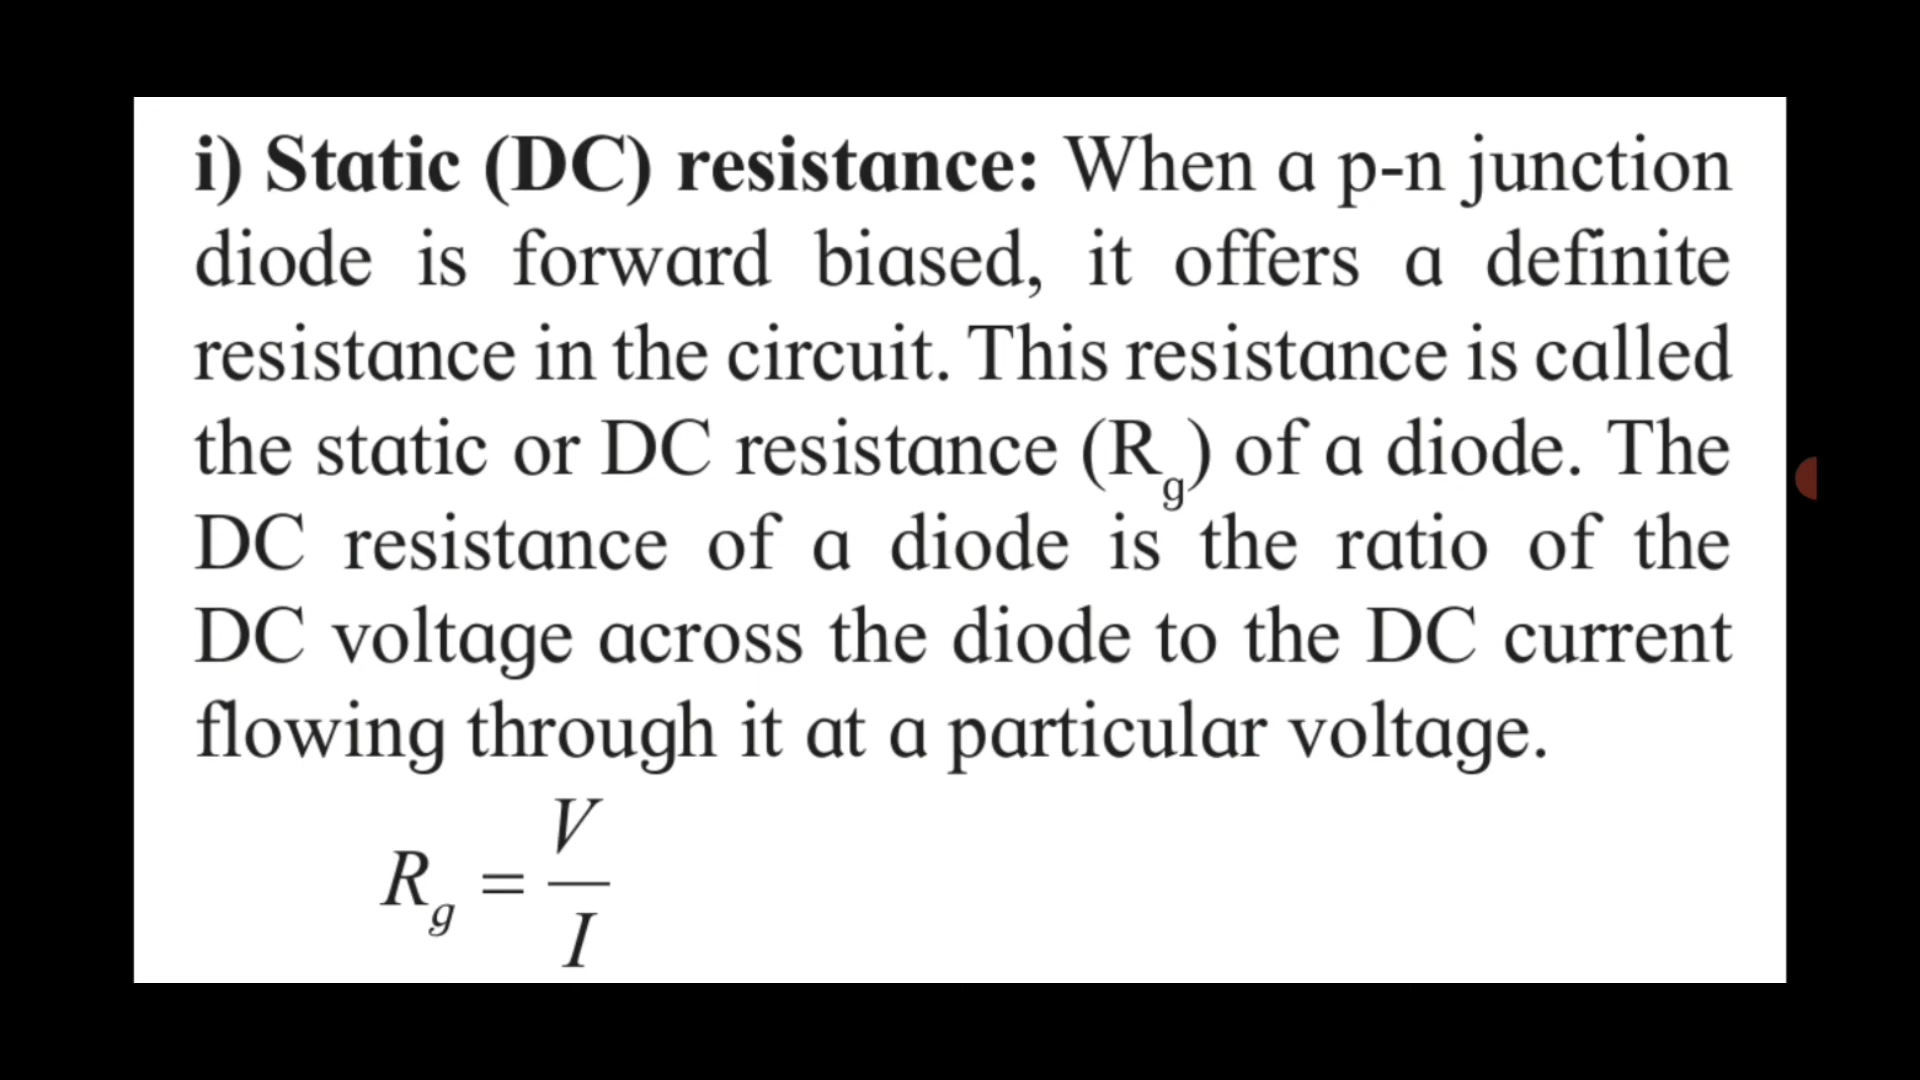 i) Static (DC) resistance: When a p-n junction
diode is forward biased, it offers a definite
resistance in the circuit. This resistance is called
the static or DC resistance (Rg) of a diode. The
DC resistance of a diode is the ratio of the
DC voltage across the diode to the DC current
flowing through it at a particular voltage.
Rg = V/I